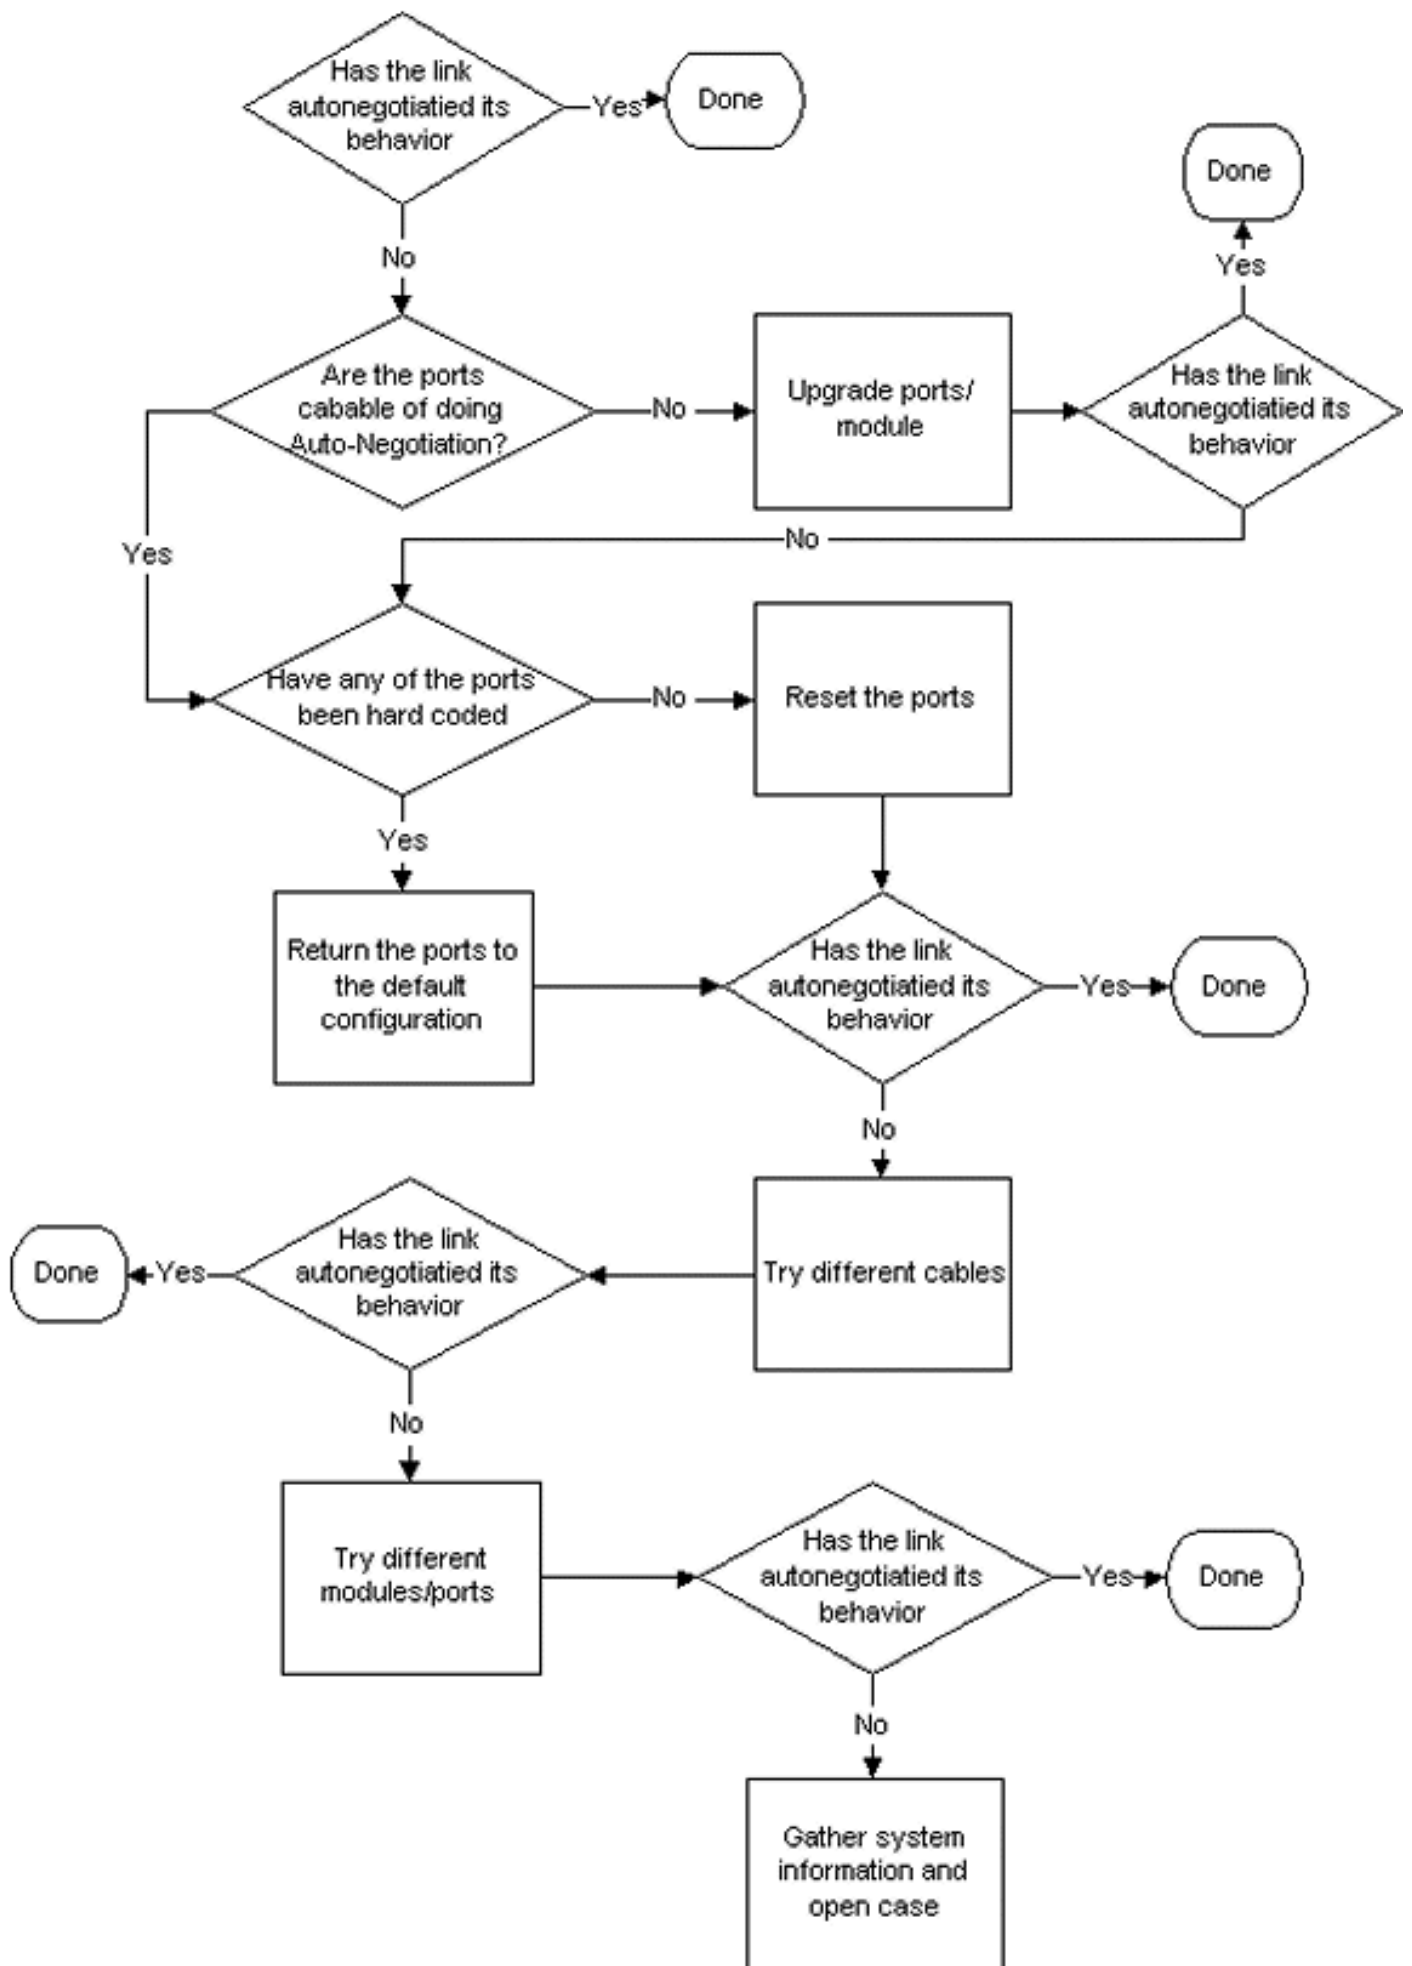 Has the link
autonegotiatied its
behavior
Yes
Done
Done
Yes
No
Are the ports
cabable of doing
Auto-Negotiation?
No
Upgrade ports/
module
Has the link
autonegotiatied its
behavior
Yes
No
Have any of the ports
been hard coded
No
Reset the ports
Yes
Return the ports to
the default
configuration
Has the link
autonegotiatied its
behavior
Yes
Done
No
Done
Yes
Has the link
autonegotiatied its
behavior
Try different cables
No
Try different
modules/ports
Has the link
autonegotiatied its
behavior
Yes
Done
No
Gather system
information and
open case